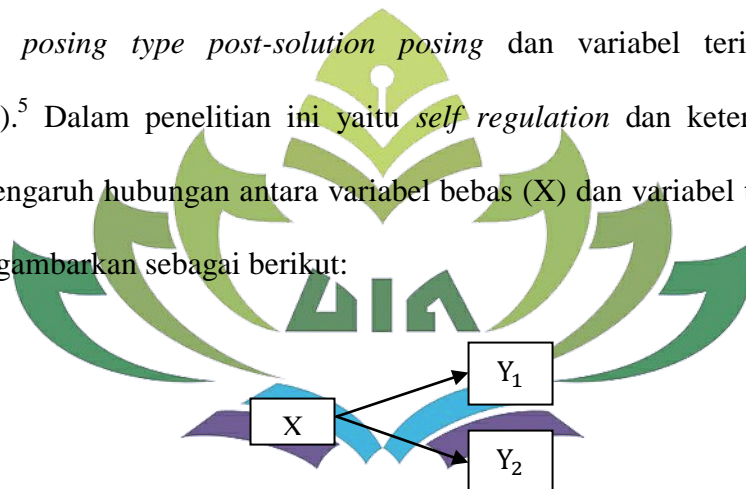 posing type post-solution posing dan variabel teri
).⁵ Dalam penelitian ini yaitu self regulation dan keter
engaruh hubungan antara variabel bebas (X) dan variabel
gambarkan sebagai berikut:
UIN
Y₁
X
Y₂